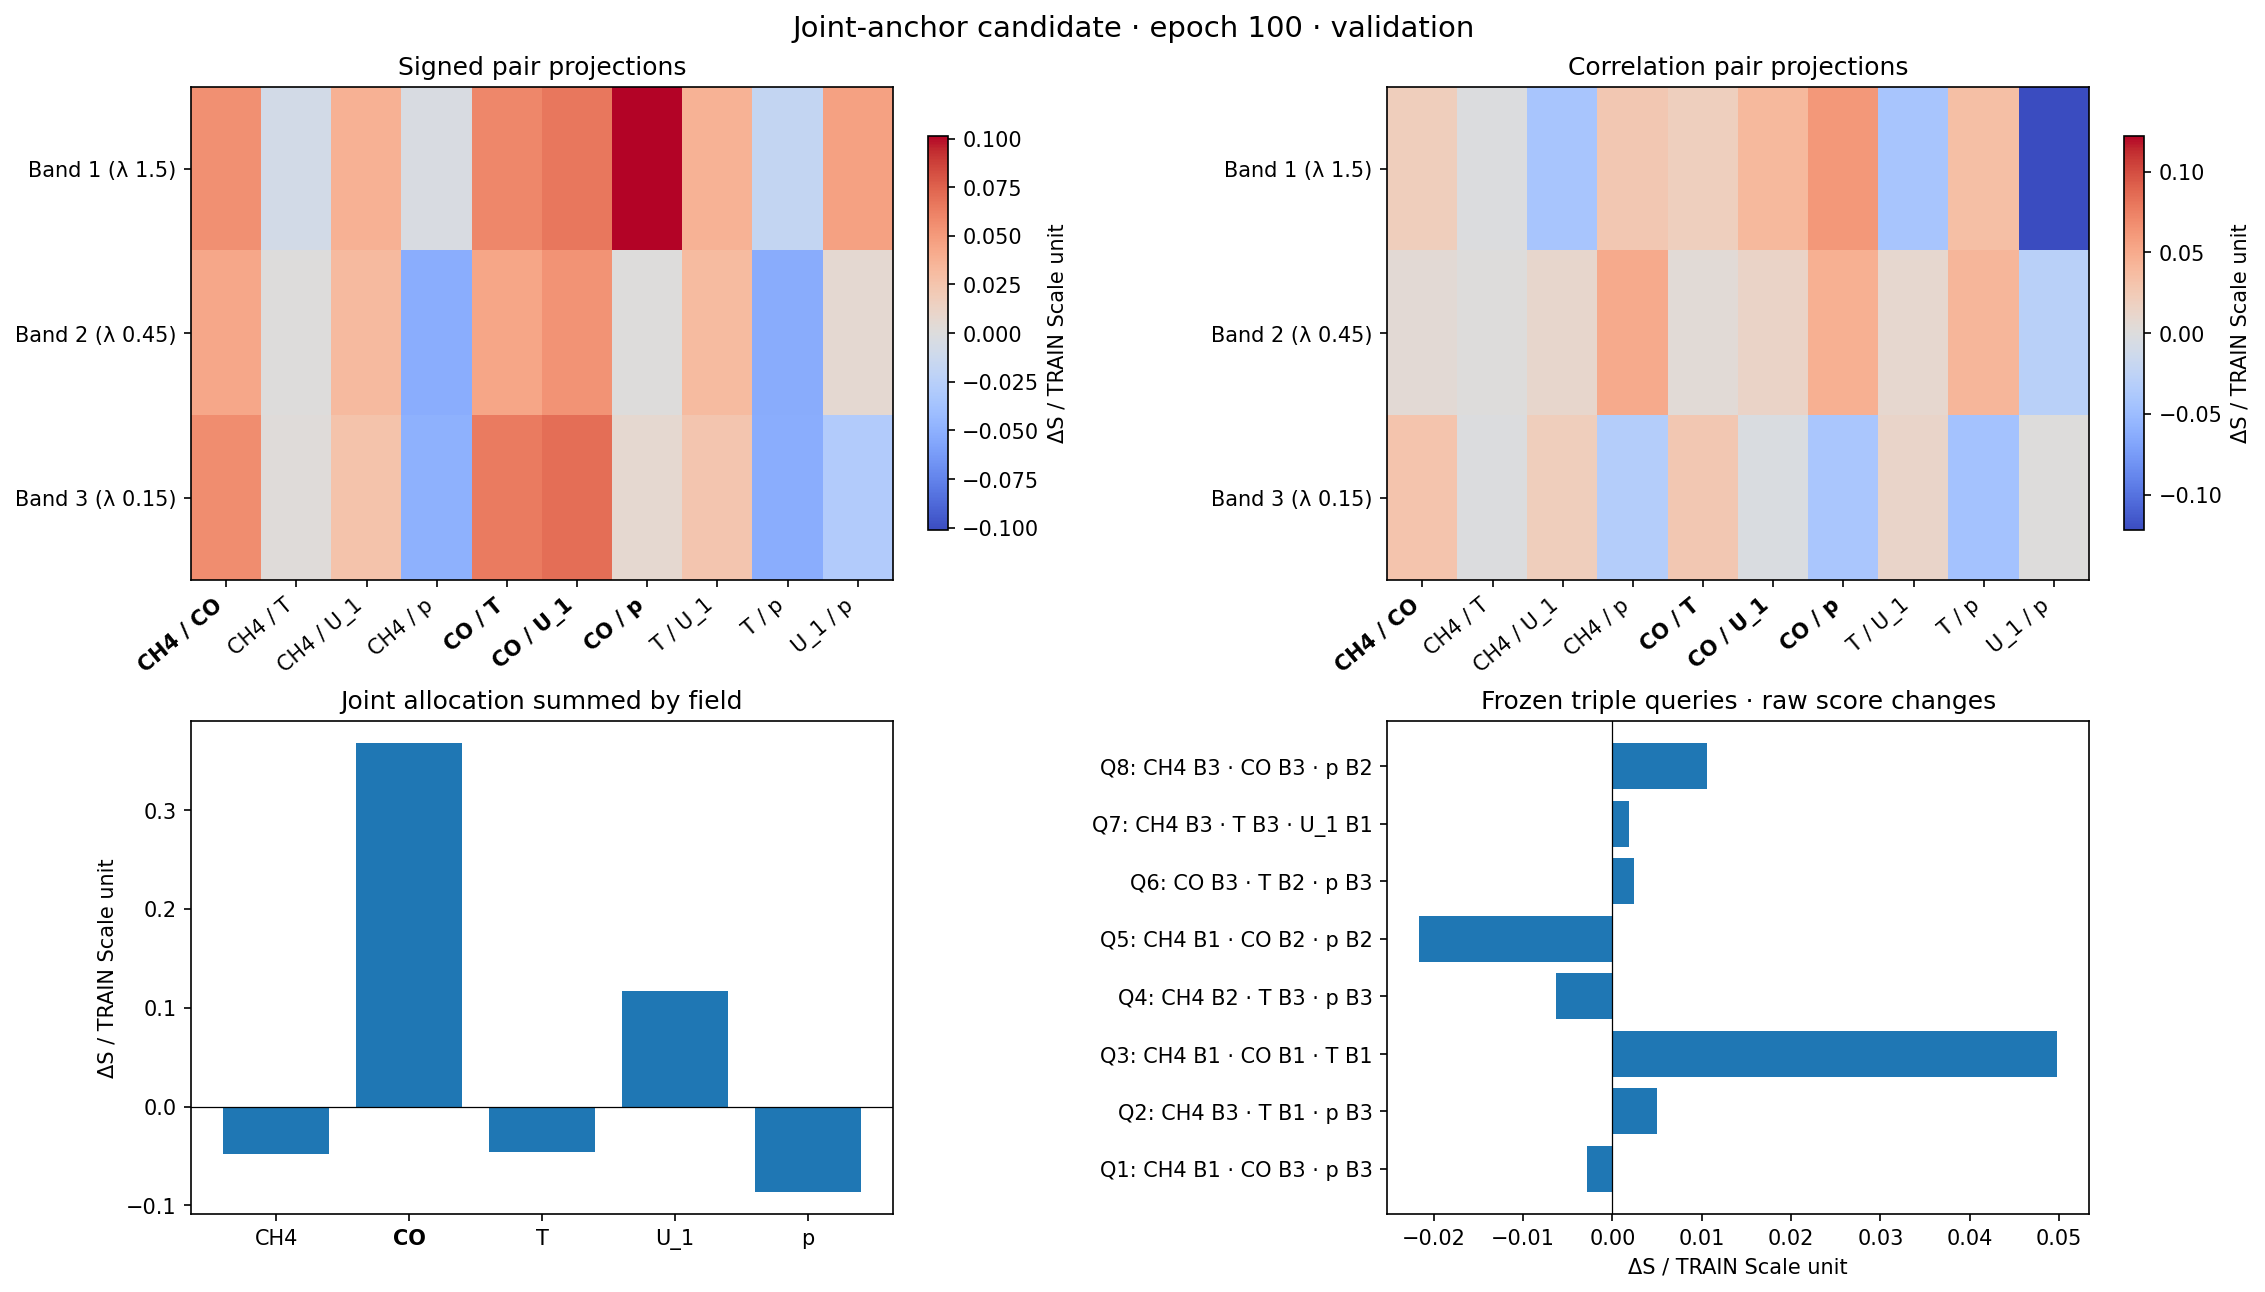 Joint-anchor candidate · epoch 100 · validation
Signed pair projections
Band 1 (λ 1.5)
Band 2 (λ 0.45)
Band 3 (λ 0.15)
CH4 / CO
CH4 / T
CH4 / U_1
CH4 / p
CO / T
CO / U_1
CO / p
T / U_1
T / p
U_1 / p
0.100
0.075
0.050
0.025
0.000
−0.025
−0.050
−0.075
−0.100
ΔS / TRAIN Scale unit
Correlation pair projections
Band 1 (λ 1.5)
Band 2 (λ 0.45)
Band 3 (λ 0.15)
CH4 / CO
CH4 / T
CH4 / U_1
CH4 / p
CO / T
CO / U_1
CO / p
T / U_1
T / p
U_1 / p
0.10
0.05
0.00
−0.05
−0.10
ΔS / TRAIN Scale unit
Joint allocation summed by field
ΔS / TRAIN Scale unit
0.3
0.2
0.1
0.0
−0.1
CH4
CO
T
U_1
p
Frozen triple queries · raw score changes
Q8: CH4 B3 · CO B3 · p B2
Q7: CH4 B3 · T B3 · U_1 B1
Q6: CO B3 · T B2 · p B3
Q5: CH4 B1 · CO B2 · p B2
Q4: CH4 B2 · T B3 · p B3
Q3: CH4 B1 · CO B1 · T B1
Q2: CH4 B3 · T B1 · p B3
Q1: CH4 B1 · CO B3 · p B3
−0.02
−0.01
0.00
0.01
0.02
0.03
0.04
0.05
ΔS / TRAIN Scale unit